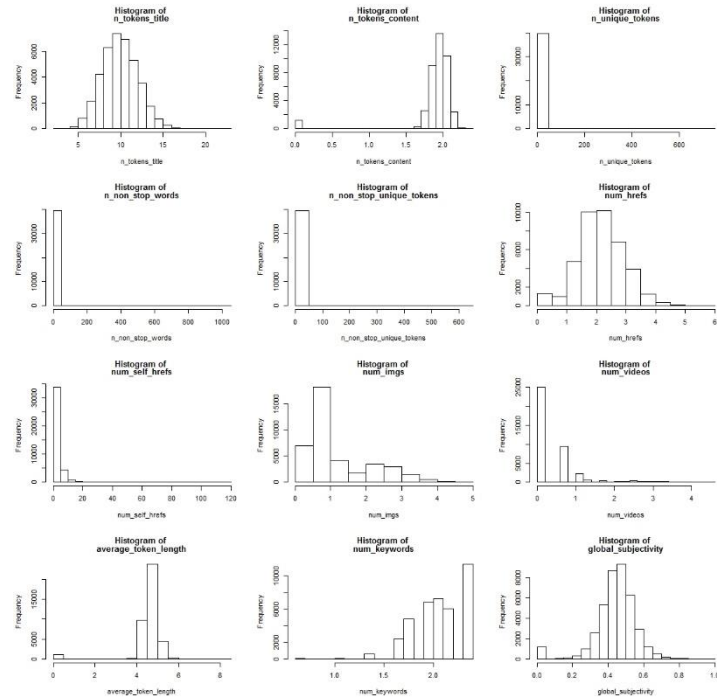 Histogram of
n_tokens_title
Frequency
0 2000 4000 6000
5 10 15 20
n_tokens_title
Histogram of
n_tokens_content
Frequency
0 4000 8000 12000
0.0 0.5 1.0 1.5 2.0
n_tokens_content
Histogram of
n_unique_tokens
Frequency
0 10000 30000
0 200 400 600
n_unique_tokens
Histogram of
n_non_stop_words
Frequency
0 10000 30000
0 200 400 600 800 1000
n_non_stop_words
Histogram of
n_non_stop_unique_tokens
Frequency
0 10000 30000
0 100 200 300 400 500 600
n_non_stop_unique_tokens
Histogram of
num_hrefs
Frequency
0 4000 10000
0 1 2 3 4 5 6
num_hrefs
Histogram of
num_self_hrefs
Frequency
0 10000 20000 30000
0 20 40 60 80 100 120
num_self_hrefs
Histogram of
num_imgs
Frequency
0 5000 10000 15000
0 1 2 3 4 5
num_imgs
Histogram of
num_videos
Frequency
0 5000 15000 25000
0 1 2 3 4
num_videos
Histogram of
average_token_length
Frequency
0 5000 15000
0 2 4 6 8
average_token_length
Histogram of
num_keywords
Frequency
0 4000 8000
1.0 1.5 2.0
num_keywords
Histogram of
global_subjectivity
Frequency
0 2000 4000 6000 8000
0.0 0.2 0.4 0.6 0.8 1.0
global_subjectivity